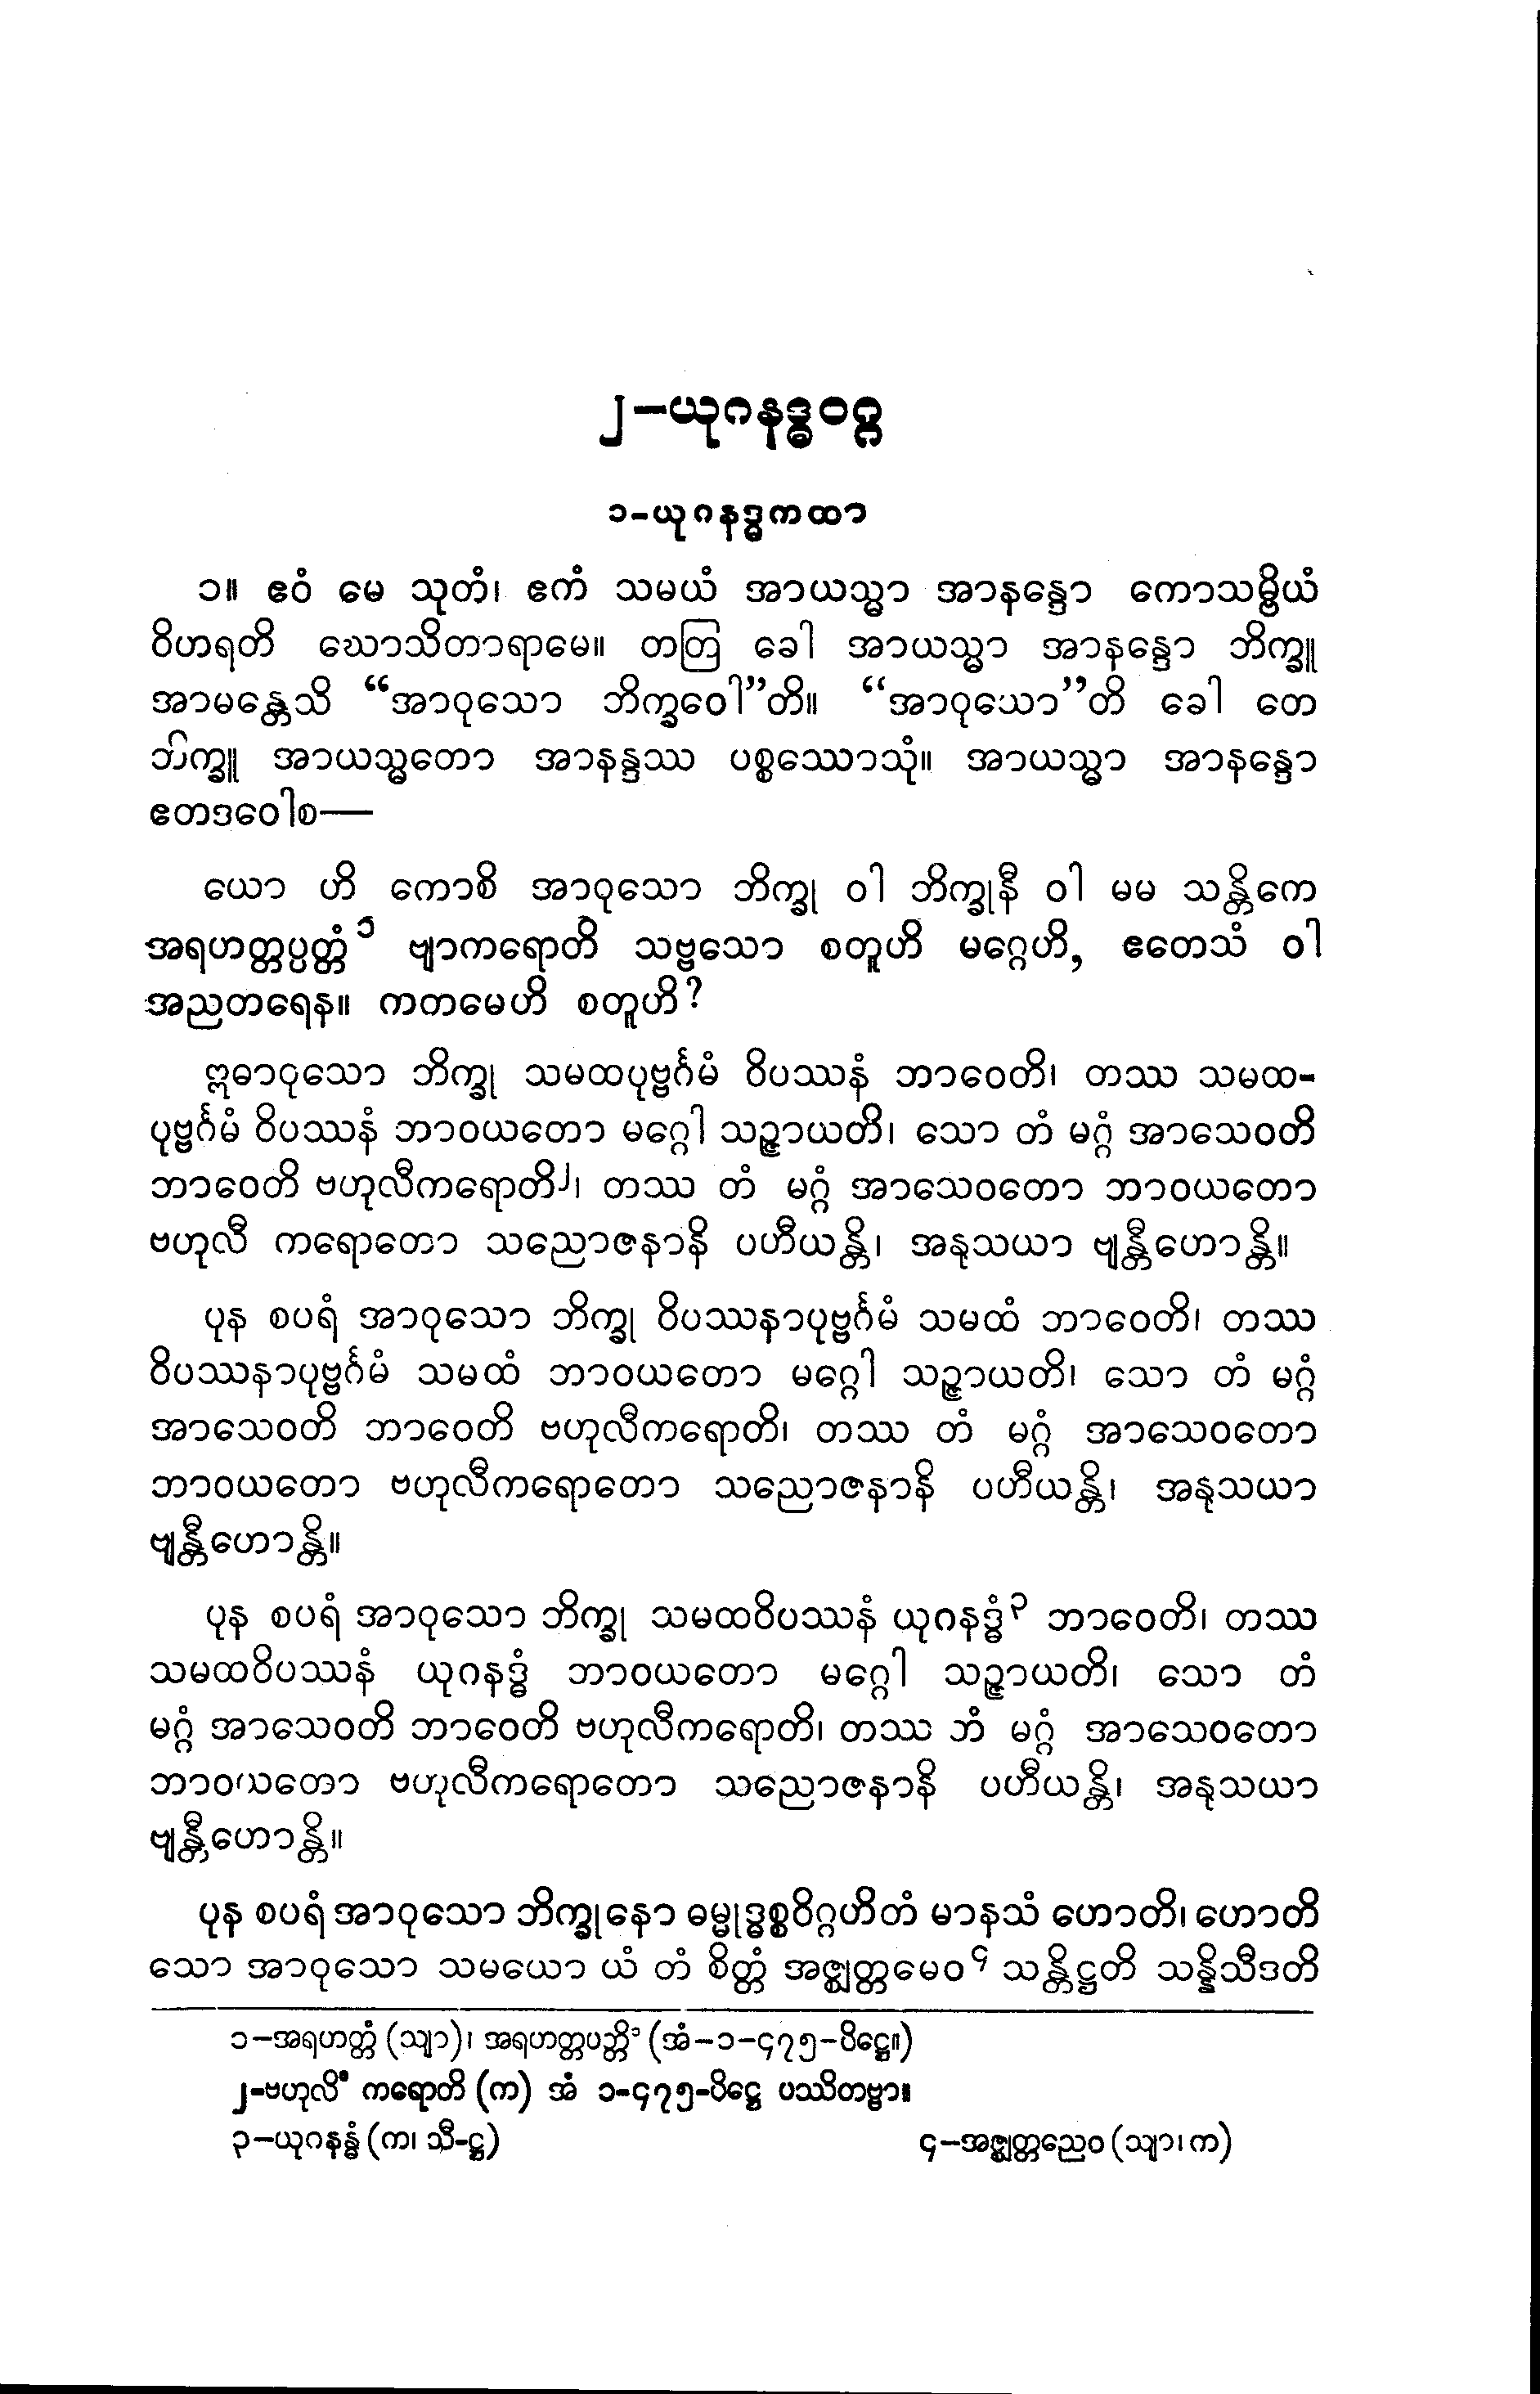 ၂–ယုဂနဒ္ဓဝဂ္ဂ
၁-ယုဂနဒ္ဓကထာ
၁။ ဧဝံ မေ သုတံ၊ ဧကံ သမယံ အာယသ္မာ အာနန္ဒော ကောသမ္ဗိယံ
ဝိဟရတိ ဃောသိတာရာမေ။ တတြ ခေါ အာယသ္မာ အာနန္ဒော ဘိက္ခူ
အာမန္တေသိ “အာဝုသော ဘိက္ခဝေါ”တိ။ “အာဝုသော”တိ ခေါ တေ
ဘိက္ခူ အာယသ္မတော အာနန္ဒဿ ပစ္စဿောသုံ။ အာယသ္မာ အာနန္ဒော
ဧတဒဝေါစ—
ယော ဟိ ကောစိ အာဝုသော ဘိက္ခု ဝါ ဘိက္ခုနီ ဝါ မမ သန္တိကေ
အရဟတ္တပ္ပတ္တံ ၁ ဗျာကရောတိ သဗ္ဗသော စတူဟိ မဂ္ဂေဟိ, ဧတေသံ ဝါ
အညတရေန။ ကတမေဟိ စတူဟိ?
ဣဓာဝုသော ဘိက္ခု သမထပုဗ္ဗင်္ဂမံ ဝိပဿနံ ဘာဝေတိ၊ တဿ သမထ-
ပုဗ္ဗင်္ဂမံ ဝိပဿနံ ဘာဝယတော မဂ္ဂေါ သဉ္ဇာယတိ၊ သော တံ မဂ္ဂံ အာသေဝတိ
ဘာဝေတိ ဗဟုလီကရောတိ၂၊ တဿ တံ မဂ္ဂံ အာသေဝတော ဘာဝယတော
ဗဟုလီ ကရောတော သညောဇနာနိ ပဟီယန္တိ၊ အနုသယာ ဗျန္တီဟောန္တိ။
ပုန စပရံ အာဝုသော ဘိက္ခု ဝိပဿနာပုဗ္ဗင်္ဂမံ သမထံ ဘာဝေတိ၊ တဿ
ဝိပဿနာပုဗ္ဗင်္ဂမံ သမထံ ဘာဝယတော မဂ္ဂေါ သဉ္ဇာယတိ၊ သော တံ မဂ္ဂံ
အာသေဝတိ ဘာဝေတိ ဗဟုလီကရောတိ၊ တဿ တံ မဂ္ဂံ အာသေဝတော
ဘာဝယတော ဗဟုလီကရောတော သညောဇနာနိ ပဟီယန္တိ၊ အနုသယာ
ဗျန္တီဟောန္တိ။
ပုန စပရံ အာဝုသော ဘိက္ခု သမထဝိပဿနံ ယုဂနဒ္ဓံ ၃ ဘာဝေတိ၊ တဿ
သမထဝိပဿနံ ယုဂနဒ္ဓံ ဘာဝယတော မဂ္ဂေါ သဉ္ဇာယတိ၊ သော တံ
မဂ္ဂံ အာသေဝတိ ဘာဝေတိ ဗဟုလီကရောတိ၊ တဿ တံ မဂ္ဂံ အာသေဝတော
ဘာဝယတော ဗဟုလီကရောတော သညောဇနာနိ ပဟီယန္တိ၊ အနုသယာ
ဗျန္တီဟောန္တိ။
ပုန စပရံ အာဝုသော ဘိက္ခုနော ဓမ္မုဒ္ဓစ္စဝိဂ္ဂဟိတံ မာနသံ ဟောတိ၊ ဟောတိ
သော အာဝုသော သမယော ယံ တံ စိတ္တံ အဇ္ဈတ္တမေဝ ၄ သန္တိဋ္ဌတိ သန္နိသီဒတိ
၁–အရဟတ္တံ (သျာ)၊ အရဟတ္တပတ္တိံ (အံ–၁–၄၇၅–ပိဋ္ဌေ။)
၂-ဗဟုလိံ ကရောတိ (က) အံ ၁-၄၇၅-ပိဋ္ဌေ ပဿိတဗ္ဗာ။
၃–ယုဂနန္ဓံ (က၊ သီ-ဋ္ဌ)
၄–အဇ္ဈတ္တညေဝ (သျာ၊ က)